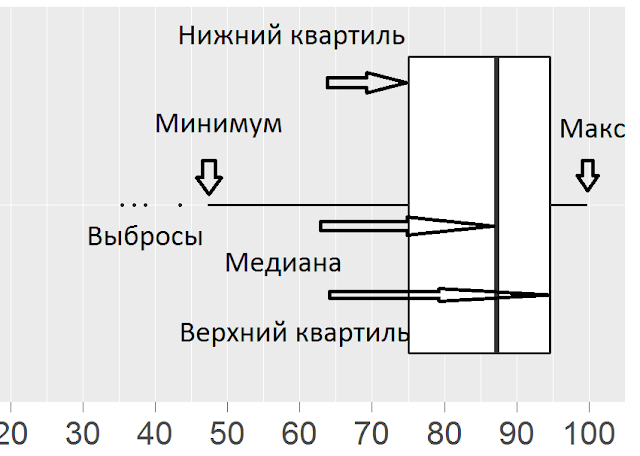 Нижний квартиль
Минимум
Макс
Выбросы
Медиана
Верхний квартиль
20 30 40 50 60 70 80 90 100